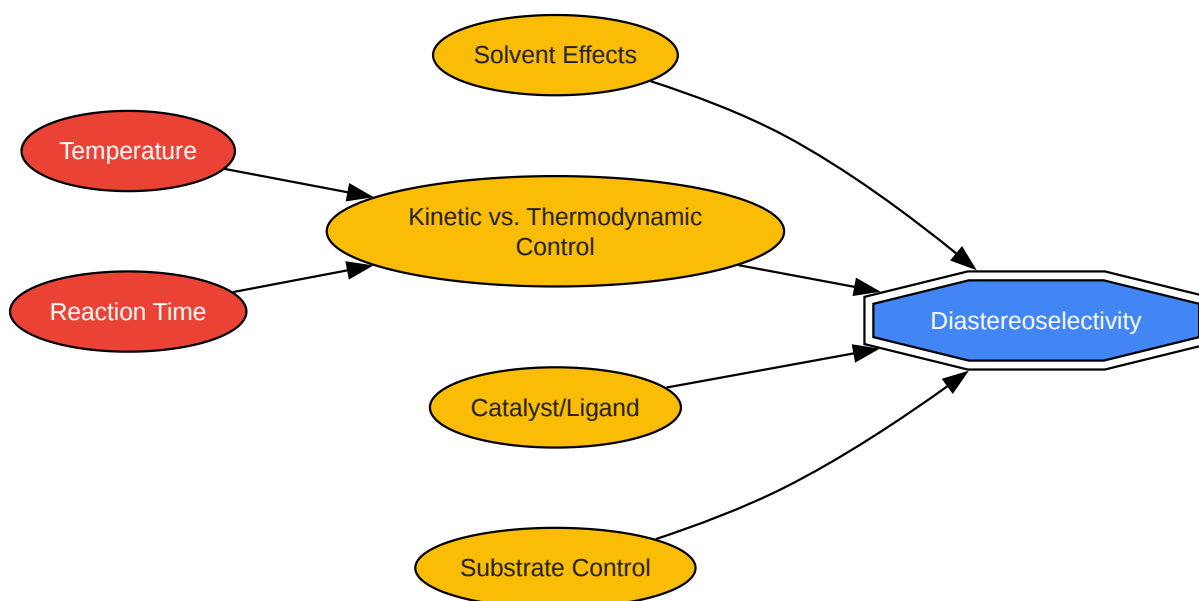 Solvent Effects
Temperature
Kinetic vs. Thermodynamic
Control
Reaction Time
Diastereoselectivity
Catalyst/Ligand
Substrate Control